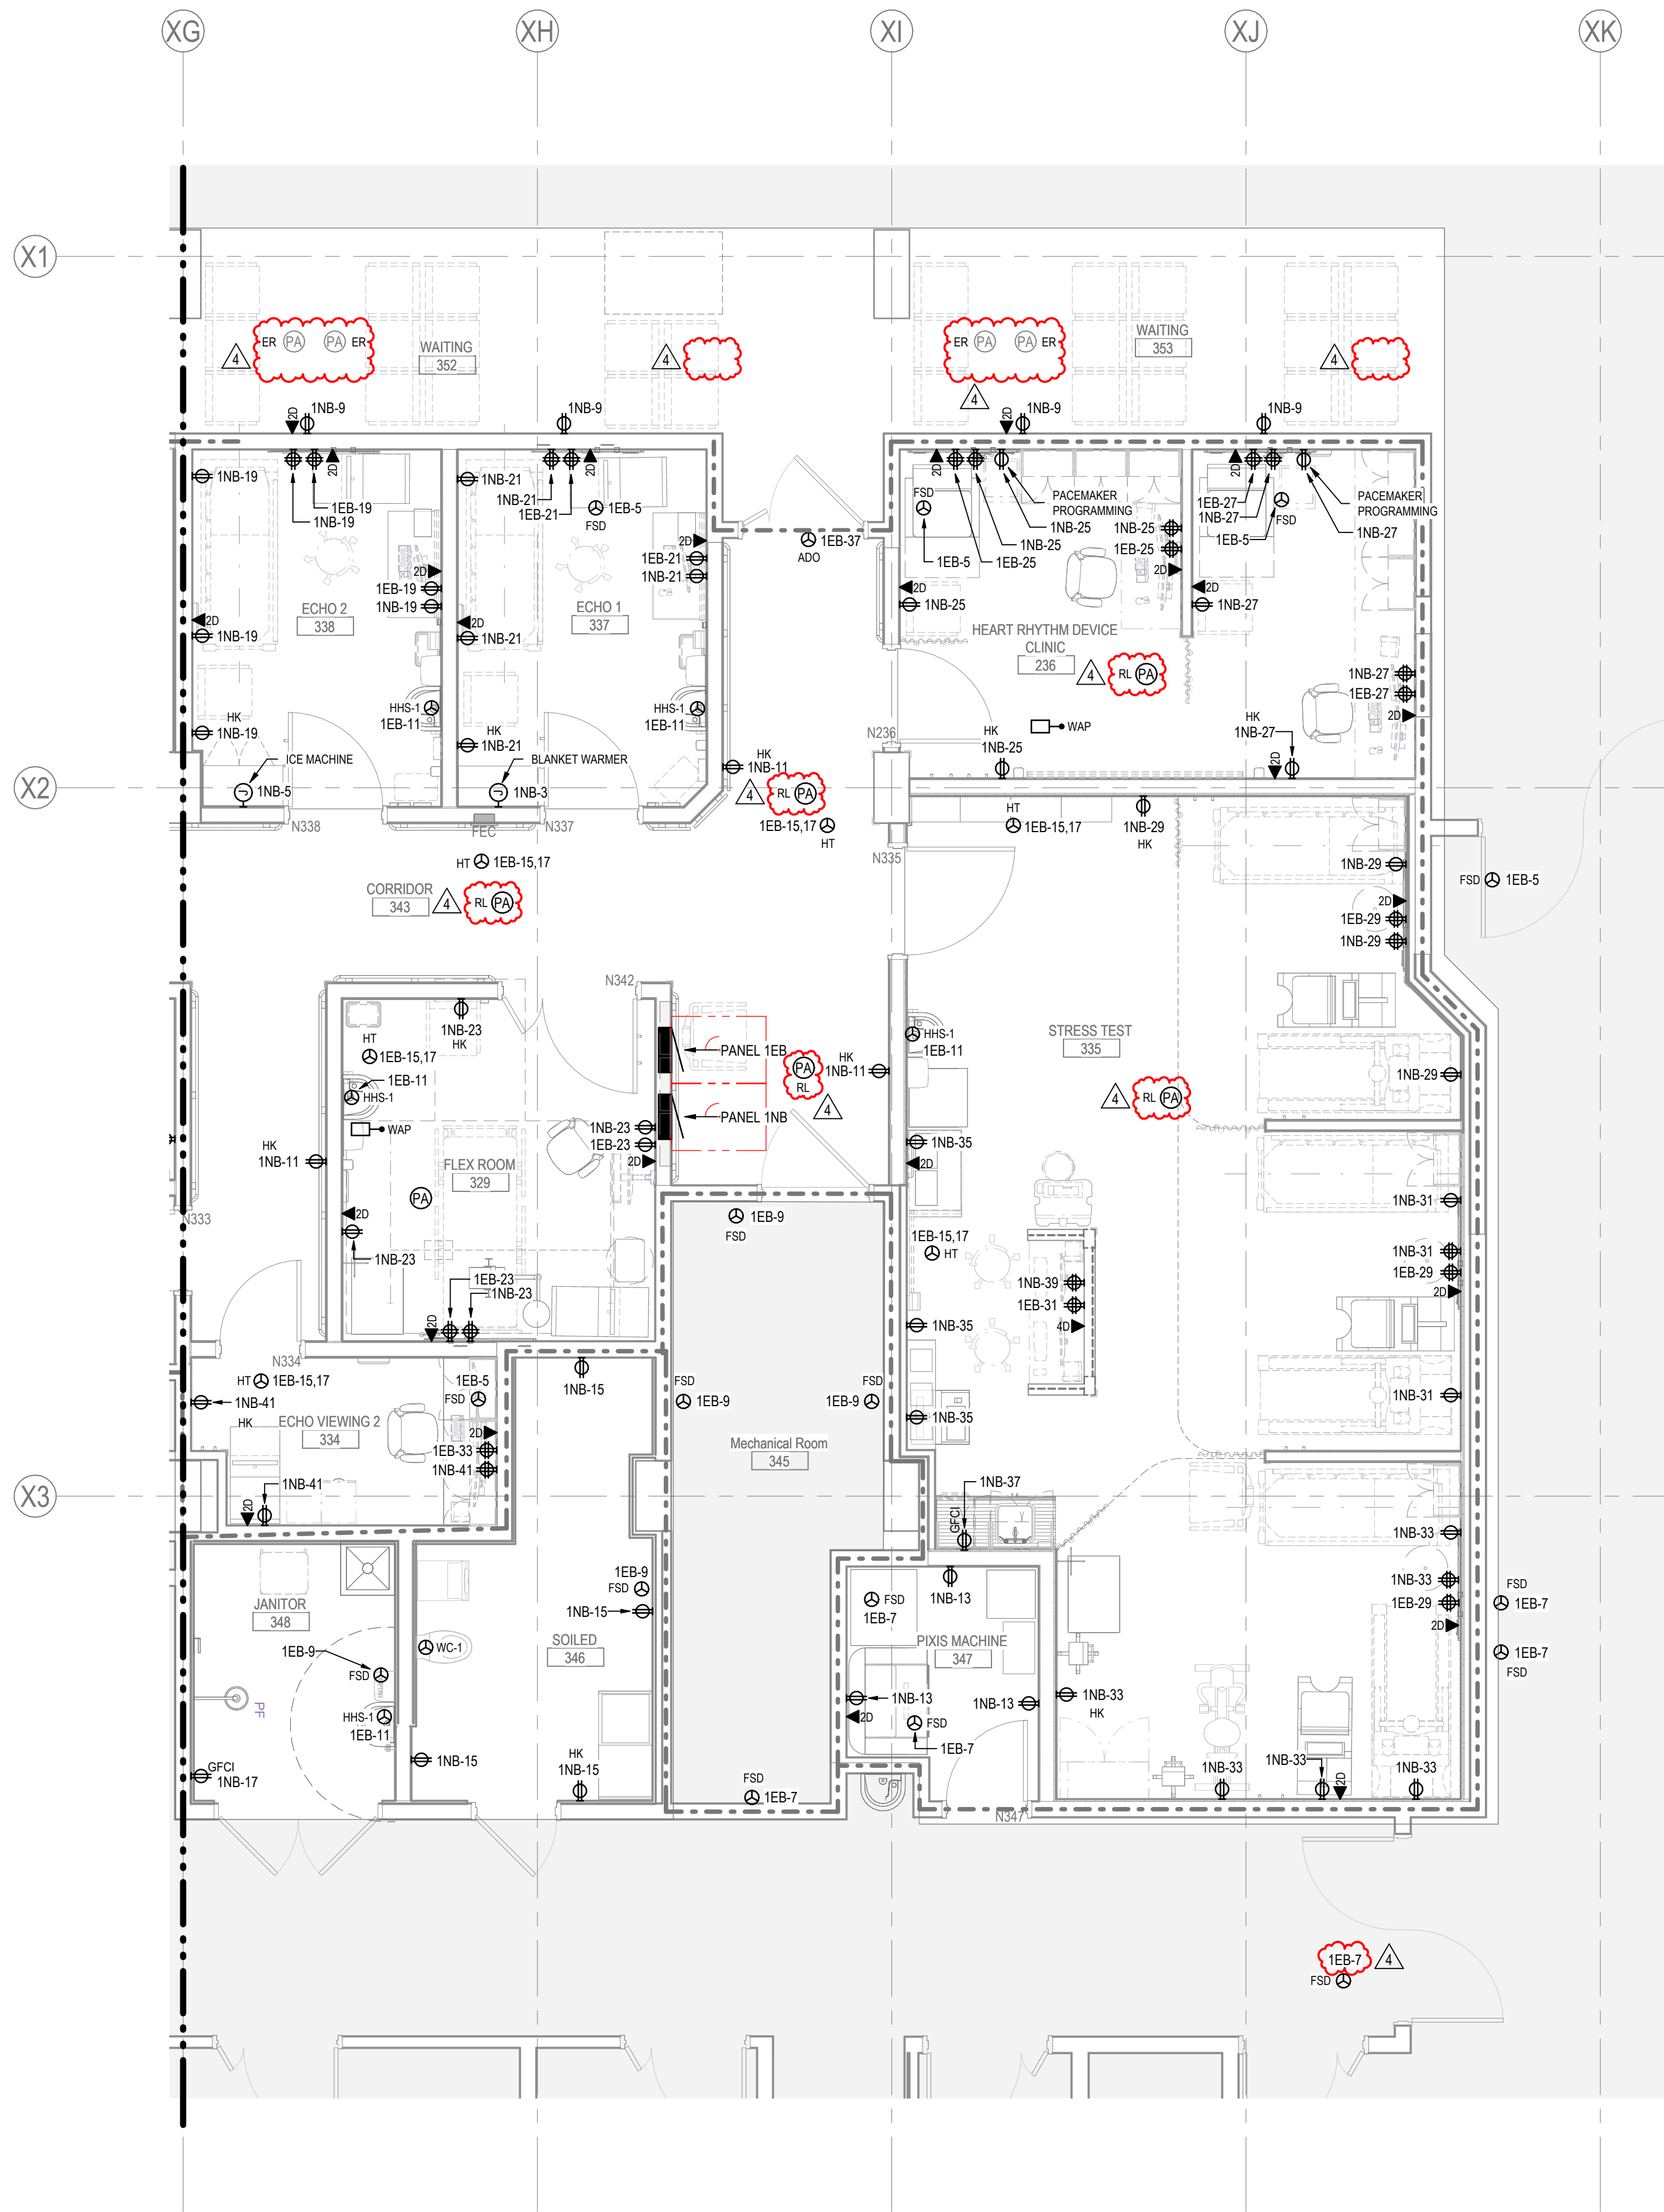 XG
XH
XI
XJ
XK
X1
ER PA PA ER
4
WAITING
352
4
ER PA PA ER
4
WAITING
353
4
2D
1NB-9
1NB-9
2D
1NB-9
1NB-9
1NB-19
1EB-19
1NB-19
2D
1NB-21
1NB-21
1EB-21
2D
1EB-5
FSD
2D
1EB-21
1NB-21
1EB-37
ADO
2D
FSD
1EB-5
PACEMAKER
PROGRAMMING
1NB-25
1NB-25
1EB-25
1NB-25
1EB-25
2D
2D
1EB-27
1NB-27
1EB-5
FSD
PACEMAKER
PROGRAMMING
1NB-27
2D
1EB-19
1NB-19
ECHO 2
338
2D
1NB-19
ECHO 1
337
2D
1NB-21
2D
1NB-25
2D
1NB-27
HEART RHYTHM DEVICE
CLINIC
236
4
RL PA
1NB-27
1EB-27
2D
HHS-1
1EB-11
HHS-1
1EB-11
HK
1NB-19
HK
1NB-21
WAP
N236
HK
1NB-25
HK
1NB-27
2D
ICE MACHINE
1NB-5
BLANKET WARMER
1NB-3
HK
1NB-11
X2
4
RL PA
1EB-15,17
HT
N338
FEC
N337
HT
1EB-15,17
1NB-29
HK
N335
HT
1EB-15,17
1NB-29
2D
1EB-29
1NB-29
FSD
1EB-5
CORRIDOR
343
4
RL PA
N342
1NB-23
HK
HT
1EB-15,17
1EB-11
HHS-1
WAP
PANEL 1EB
PANEL 1NB
PA
RL
4
HK
1NB-11
HHS-1
1EB-11
STRESS TEST
335
4
RL PA
1NB-29
HK
1NB-11
1NB-23
1EB-23
2D
FLEX ROOM
329
PA
2D
1NB-23
1NB-35
2D
1NB-31
N333
1EB-9
FSD
1EB-15,17
HT
1NB-31
1EB-29
2D
1EB-23
1NB-23
2D
1NB-39
1EB-31
4D
1NB-35
N334
HT
1EB-15,17
1NB-41
HK
ECHO VIEWING 2
334
1EB-5
FSD
2D
1EB-33
1NB-41
1NB-15
FSD
1EB-9
FSD
1EB-9
1NB-31
1NB-35
Mechanical Room
345
X3
1NB-41
2D
1NB-37
GFCI
1NB-33
JANITOR
348
1EB-9
FSD
1NB-15
SOILED
346
WC-1
1EB-9
FSD
FSD
1EB-7
1NB-13
PIXIS MACHINE
347
1NB-33
1EB-29
2D
FSD
1EB-7
1EB-7
FSD
PF
HHS-1
1EB-11
1NB-13
2D
1NB-13
FSD
1EB-7
1NB-33
HK
GFCI
1NB-17
1NB-15
HK
1NB-15
FSD
1EB-7
1NB-33
1NB-33
2D
1NB-33
N347
1EB-7
4
FSD